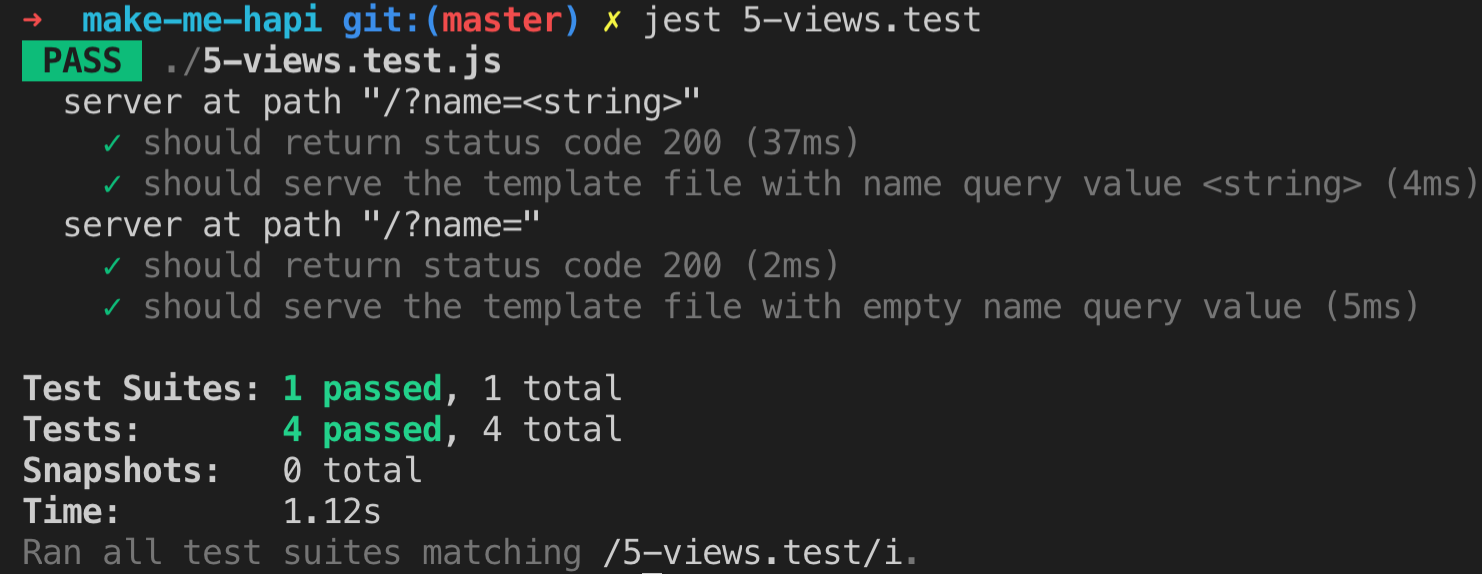 ➜  make-me-hapi git:(master) ✗ jest 5-views.test
PASS ./5-views.test.js
server at path "/?name=<string>"
✓ should return status code 200 (37ms)
✓ should serve the template file with name query value <string> (4ms)
server at path "/?name="
✓ should return status code 200 (2ms)
✓ should serve the template file with empty name query value (5ms)
Test Suites: 1 passed, 1 total
Tests: 4 passed, 4 total
Snapshots: 0 total
Time: 1.12s
Ran all test suites matching /5-views.test/i.